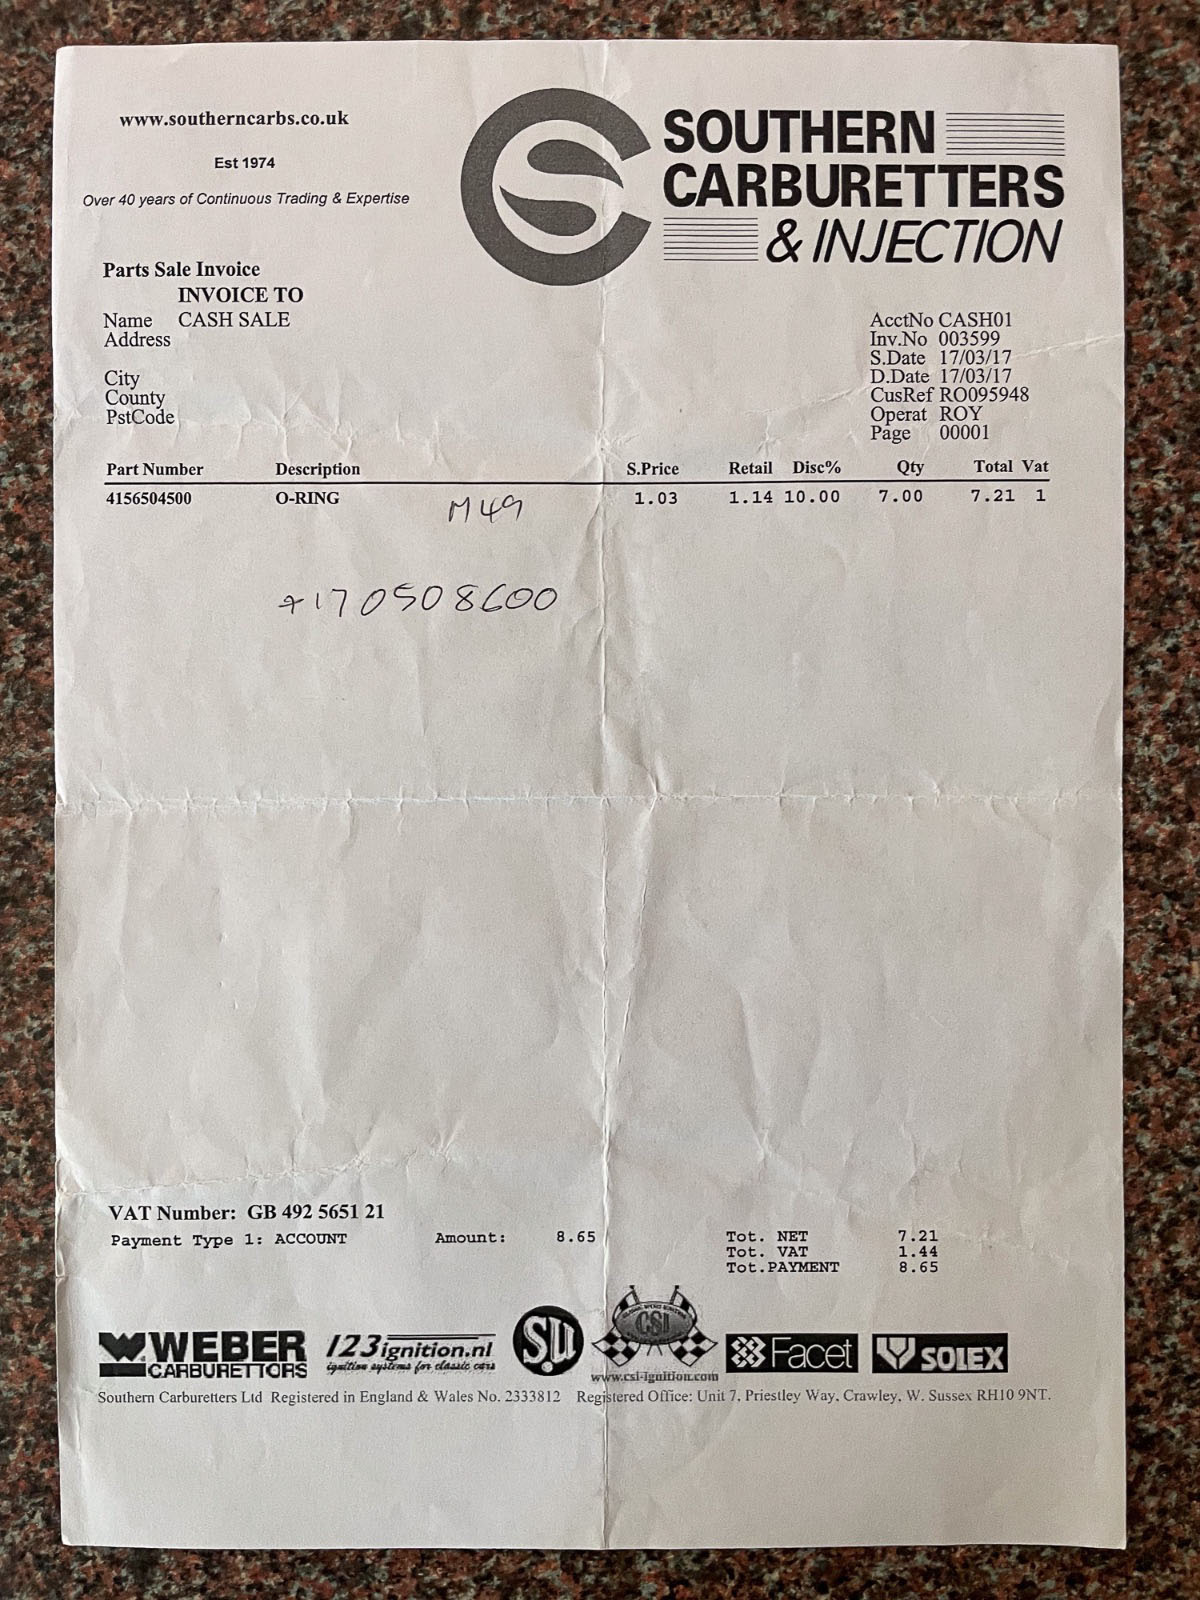 www.southerncarbs.co.uk
Est 1974
Over 40 years of Continuous Trading & Expertise
SOUTHERN
CARBURETTERS
& INJECTION
Parts Sale Invoice
INVOICE TO
Name CASH SALE
Address
City
County
PstCode
AcctNo CASH01
Inv.No 003599
S.Date 17/03/17
D.Date 17/03/17
CusRef RO095948
Operat ROY
Page 00001
Part Number Description S.Price Retail Disc% Qty Total Vat
4156504500 O-RING 1.03 1.14 10.00 7.00 7.21 1
M49
+170508600
VAT Number: GB 492 5651 21
Payment Type 1: ACCOUNT Amount: 8.65
Tot. NET 7.21
Tot. VAT 1.44
Tot.PAYMENT 8.65
WEBER
CARBURETTORS
123ignition.nl
ignition systems for classic cars
SU
CSI
www.csi-ignition.com
Facet
SOLEX
Southern Carburetters Ltd Registered in England & Wales No. 2333812 Registered Office: Unit 7, Priestley Way, Crawley, W. Sussex RH10 9NT.